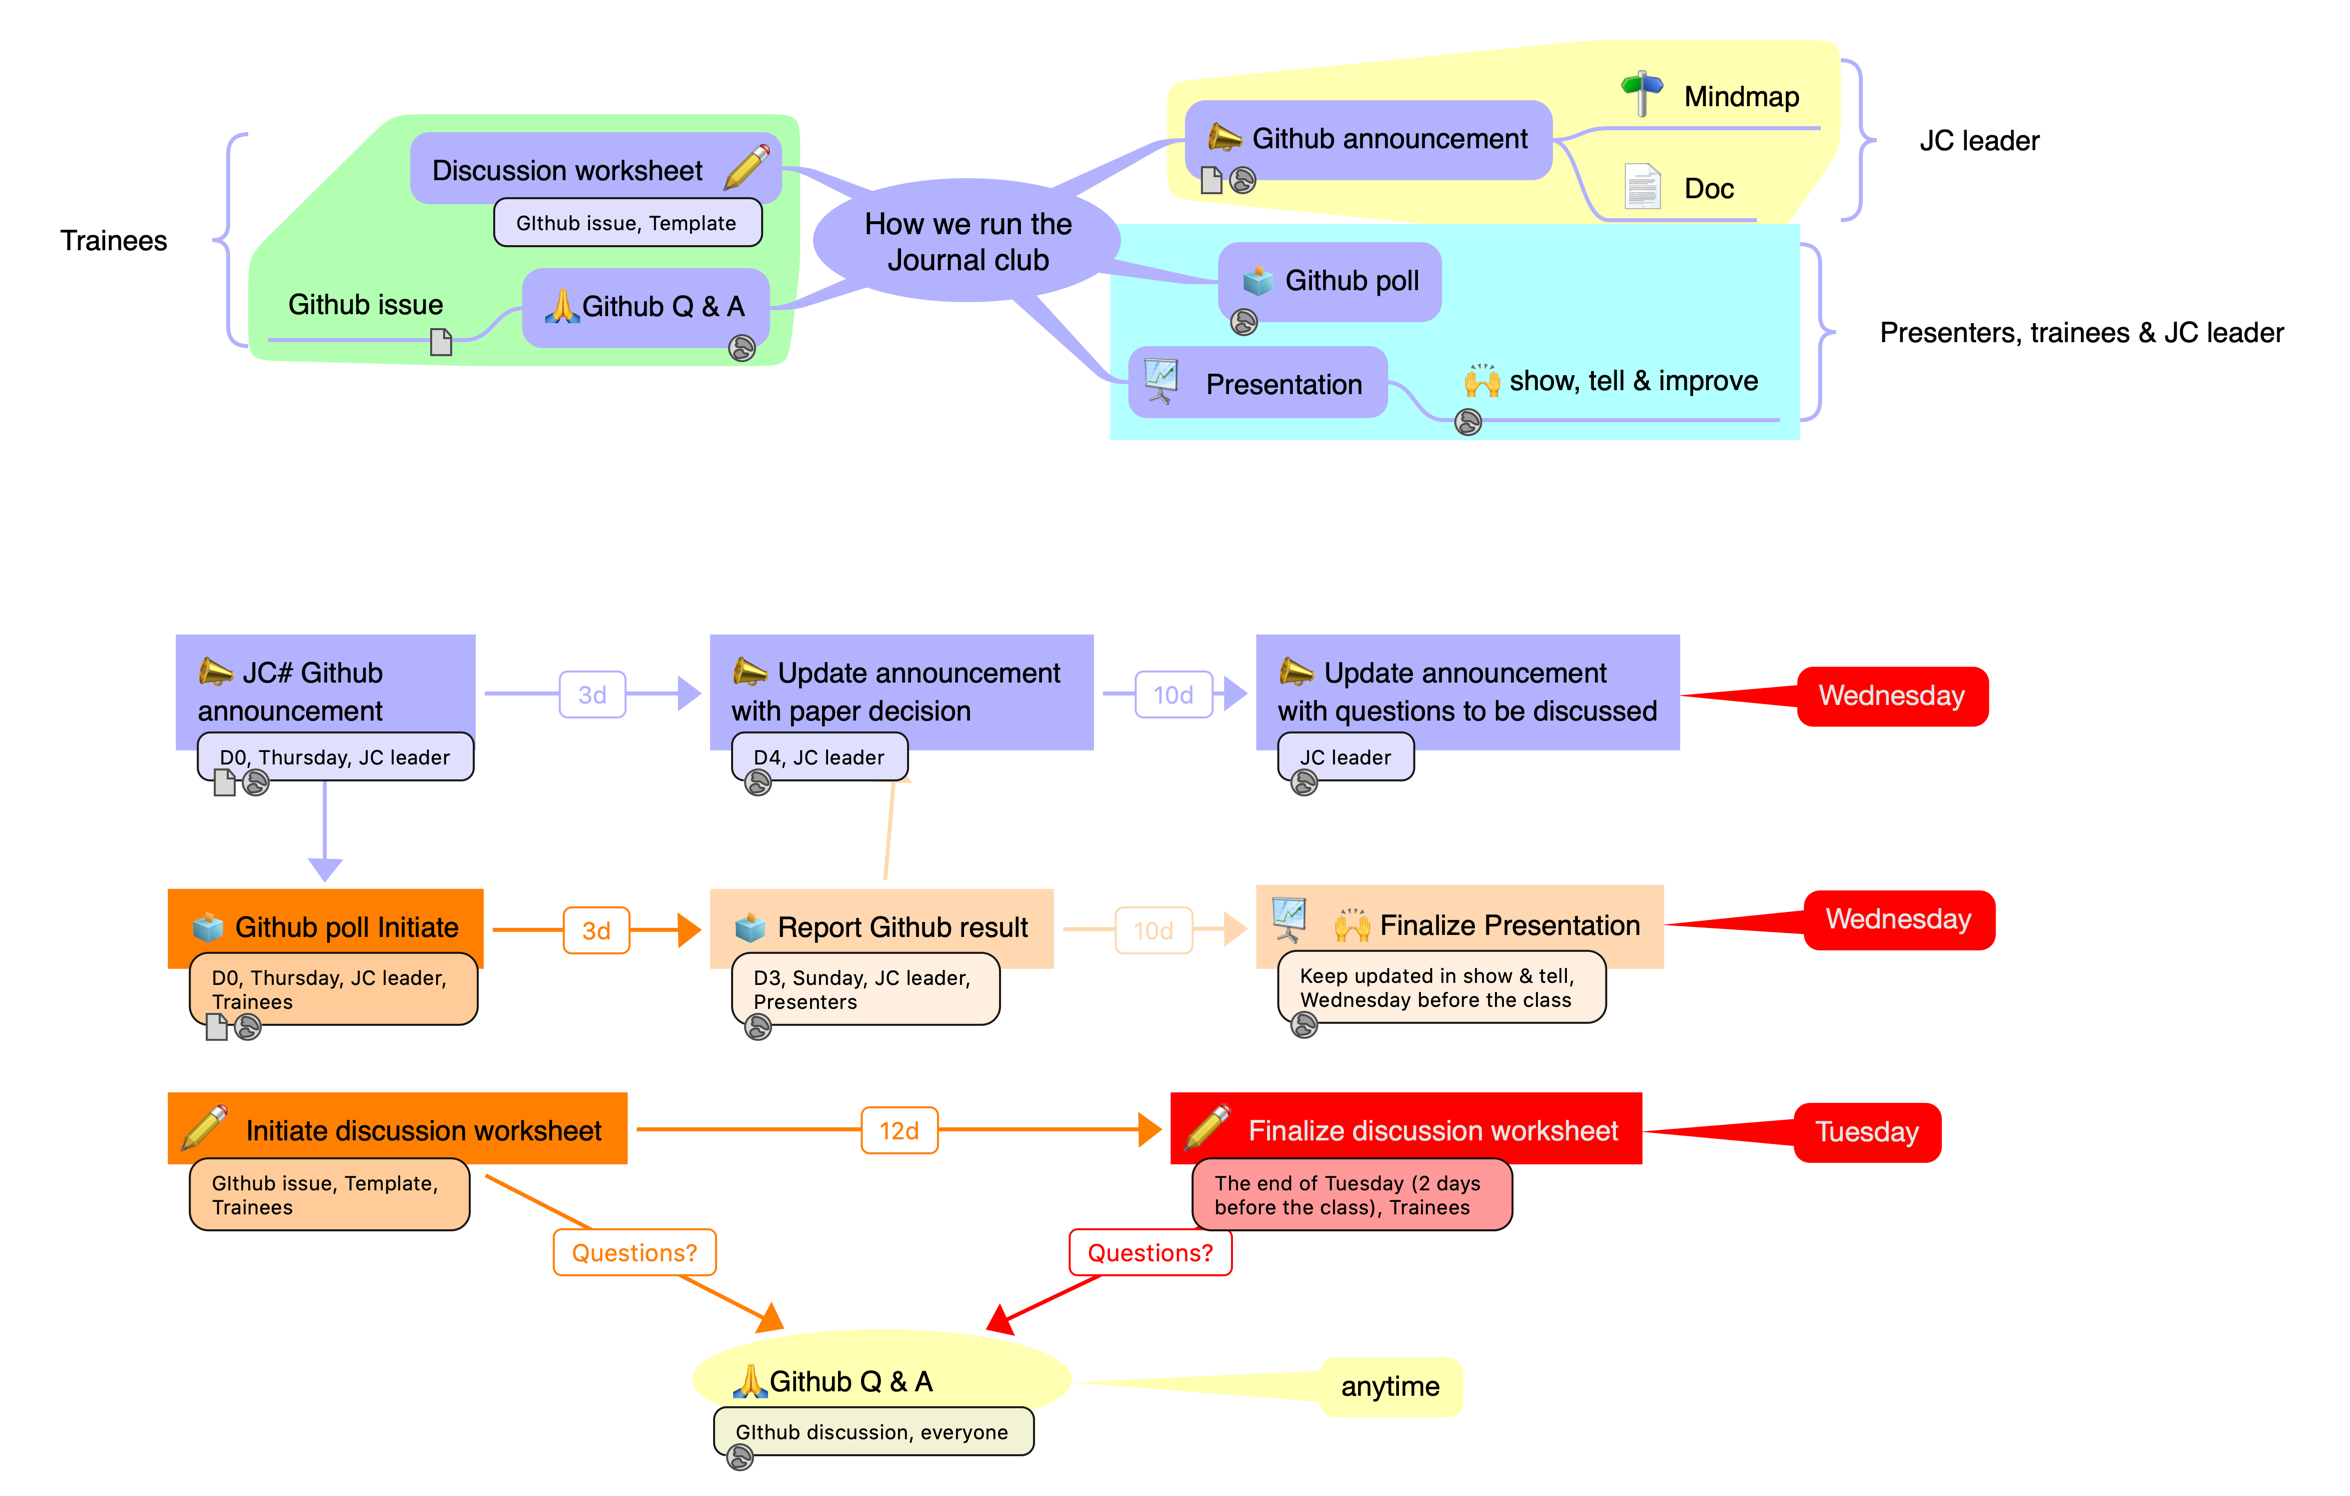 Mindmap
Github announcement
JC leader
Doc
Discussion worksheet
GIthub issue, Template
Trainees
How we run the
Journal club
Github poll
Github issue
Github Q & A
Presenters, trainees & JC leader
Presentation
show, tell & improve
JC# Github
announcement
D0, Thursday, JC leader
3d
Update announcement
with paper decision
D4, JC leader
10d
Update announcement
with questions to be discussed
JC leader
Wednesday
Github poll Initiate
D0, Thursday, JC leader,
Trainees
3d
Report Github result
D3, Sunday, JC leader,
Presenters
10d
Finalize Presentation
Keep updated in show & tell,
Wednesday before the class
Wednesday
Initiate discussion worksheet
GIthub issue, Template,
Trainees
12d
Finalize discussion worksheet
The end of Tuesday (2 days
before the class), Trainees
Tuesday
Questions?
Questions?
Github Q & A
GIthub discussion, everyone
anytime